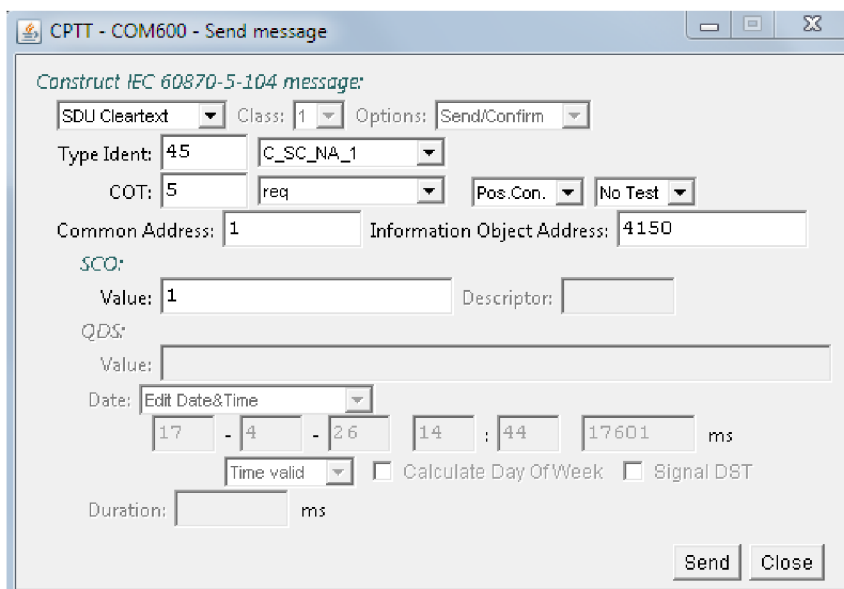 CPTT - COM600 - Send message
Construct IEC 60870-5-104 message:
SDU Cleartext Class: 1 Options: Send/Confirm
Type Ident: 45 C_SC_NA_1
COT: 5 req Pos.Con. No Test
Common Address: 1 Information Object Address: 4150
SCO:
Value: 1 Descriptor:
QDS:
Value:
Date: Edit Date&Time
17 - 4 - 26 14 : 44 17601 ms
Time valid Calculate Day Of Week Signal DST
Duration: ms
Send Close